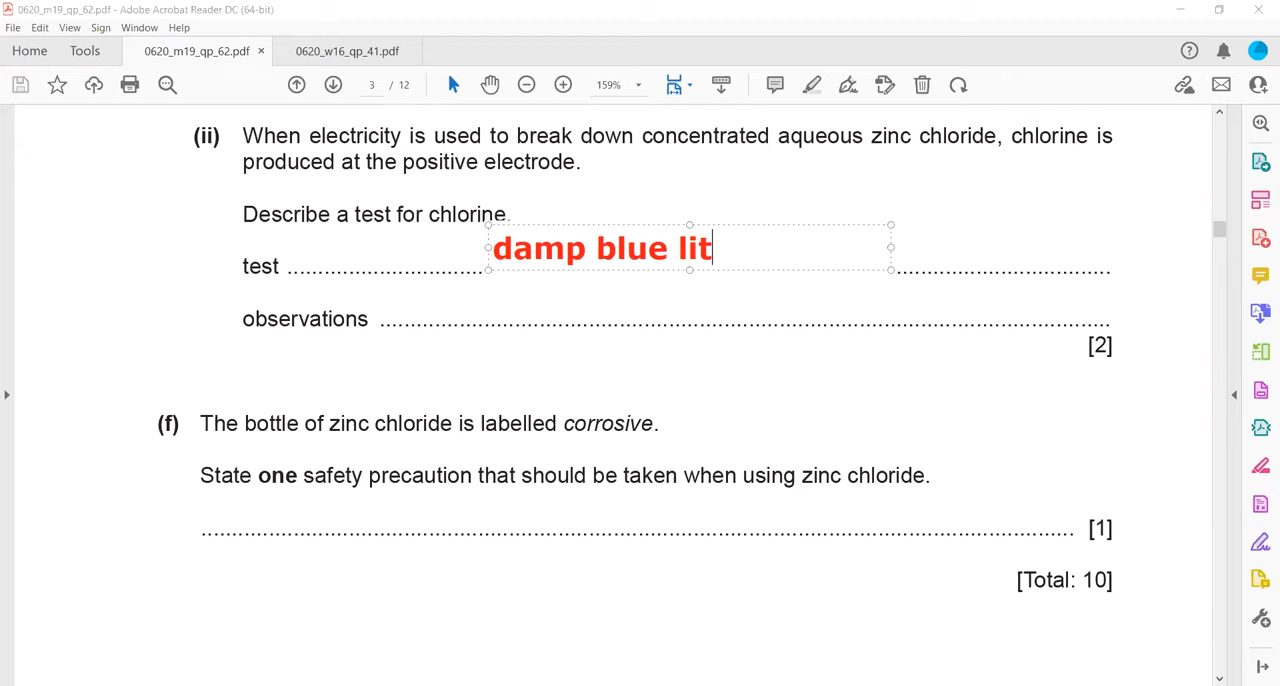 0620_m19_qp_62.pdf - Adobe Acrobat Reader DC (64-bit)
File Edit View Sign Window Help
Home Tools 0620_m19_qp_62.pdf × 0620_w16_qp_41.pdf
3 / 12 159%
(ii) When electricity is used to break down concentrated aqueous zinc chloride, chlorine is
produced at the positive electrode.
Describe a test for chlorine.
damp blue lit
test ................................ ...................................
observations ........................................................................................................................
[2]
(f) The bottle of zinc chloride is labelled corrosive.
State one safety precaution that should be taken when using zinc chloride.
................................................................................................................................................ [1]
[Total: 10]